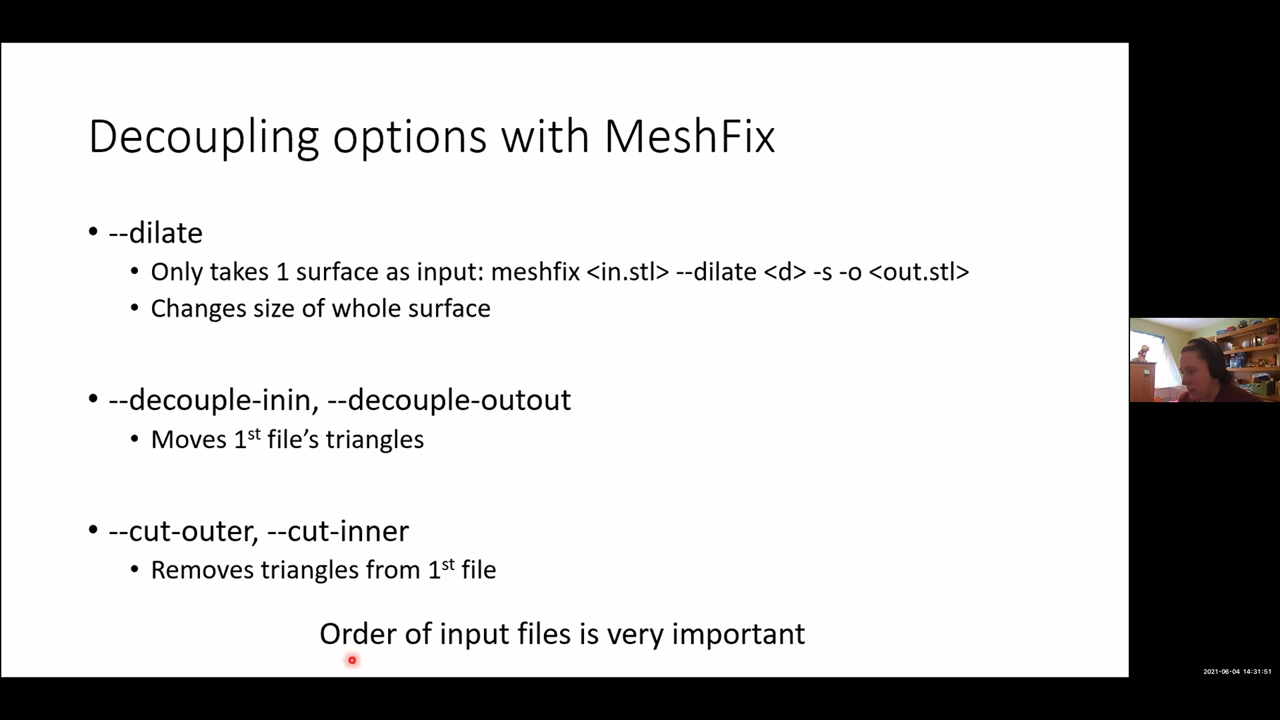 Decoupling options with MeshFix
• --dilate
• Only takes 1 surface as input: meshfix <in.stl> --dilate <d> -s -o <out.stl>
• Changes size of whole surface
• --decouple-inin, --decouple-outout
• Moves 1st file’s triangles
• --cut-outer, --cut-inner
• Removes triangles from 1st file
Order of input files is very important
2021-06-04 14:31:51